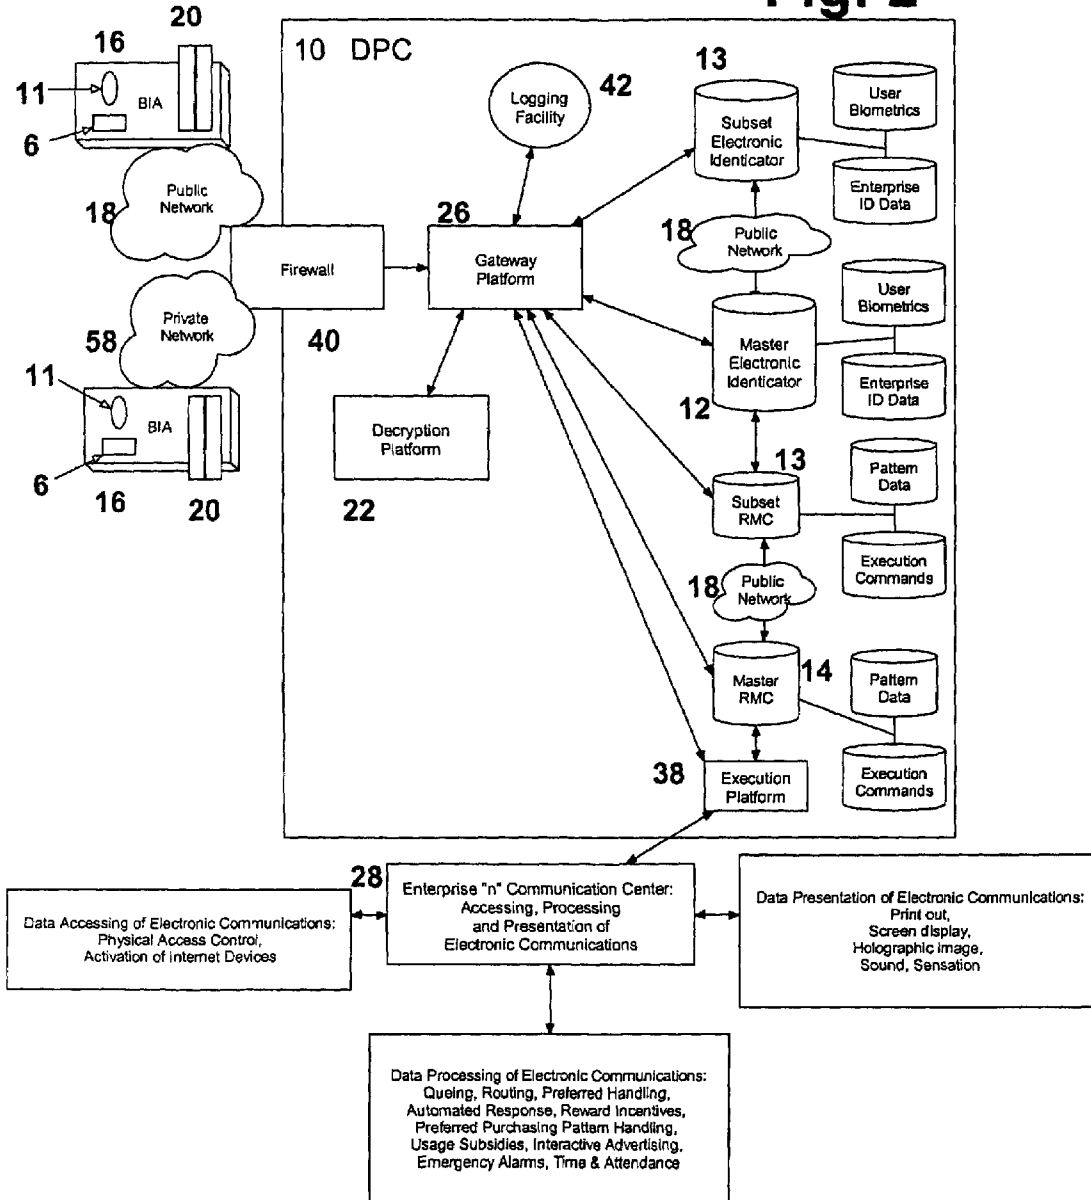 Fig. 2
20
16
10 DPC
11
BIA
6
Public
Network
18
Logging
Facility
42
13
Subset
Electronic
Identicator
User
Biometrics
Enterprise
ID Data
Firewall
40
26
Gateway
Platform
18
Public
Network
Private
Network
58
11
BIA
6
16
20
Decryption
Platform
22
Master
Electronic
Identicator
12
User
Biometrics
Enterprise
ID Data
13
Subset
RMC
Pattern
Data
Execution
Commands
18
Public
Network
Master
RMC
14
Pattern
Data
Execution
Commands
38
Execution
Platform
28
Enterprise "n" Communication Center:
Accessing, Processing
and Presentation of
Electronic Communications
Data Accessing of Electronic Communications:
Physical Access Control,
Activation of Internet Devices
Data Presentation of Electronic Communications:
Print out,
Screen display,
Holographic Image,
Sound, Sensation
Data Processing of Electronic Communications:
Queing, Routing, Preferred Handling,
Automated Response, Reward Incentives,
Preferred Purchasing Pattern Handling,
Usage Subsidies, Interactive Advertising,
Emergency Alarms, Time & Attendance